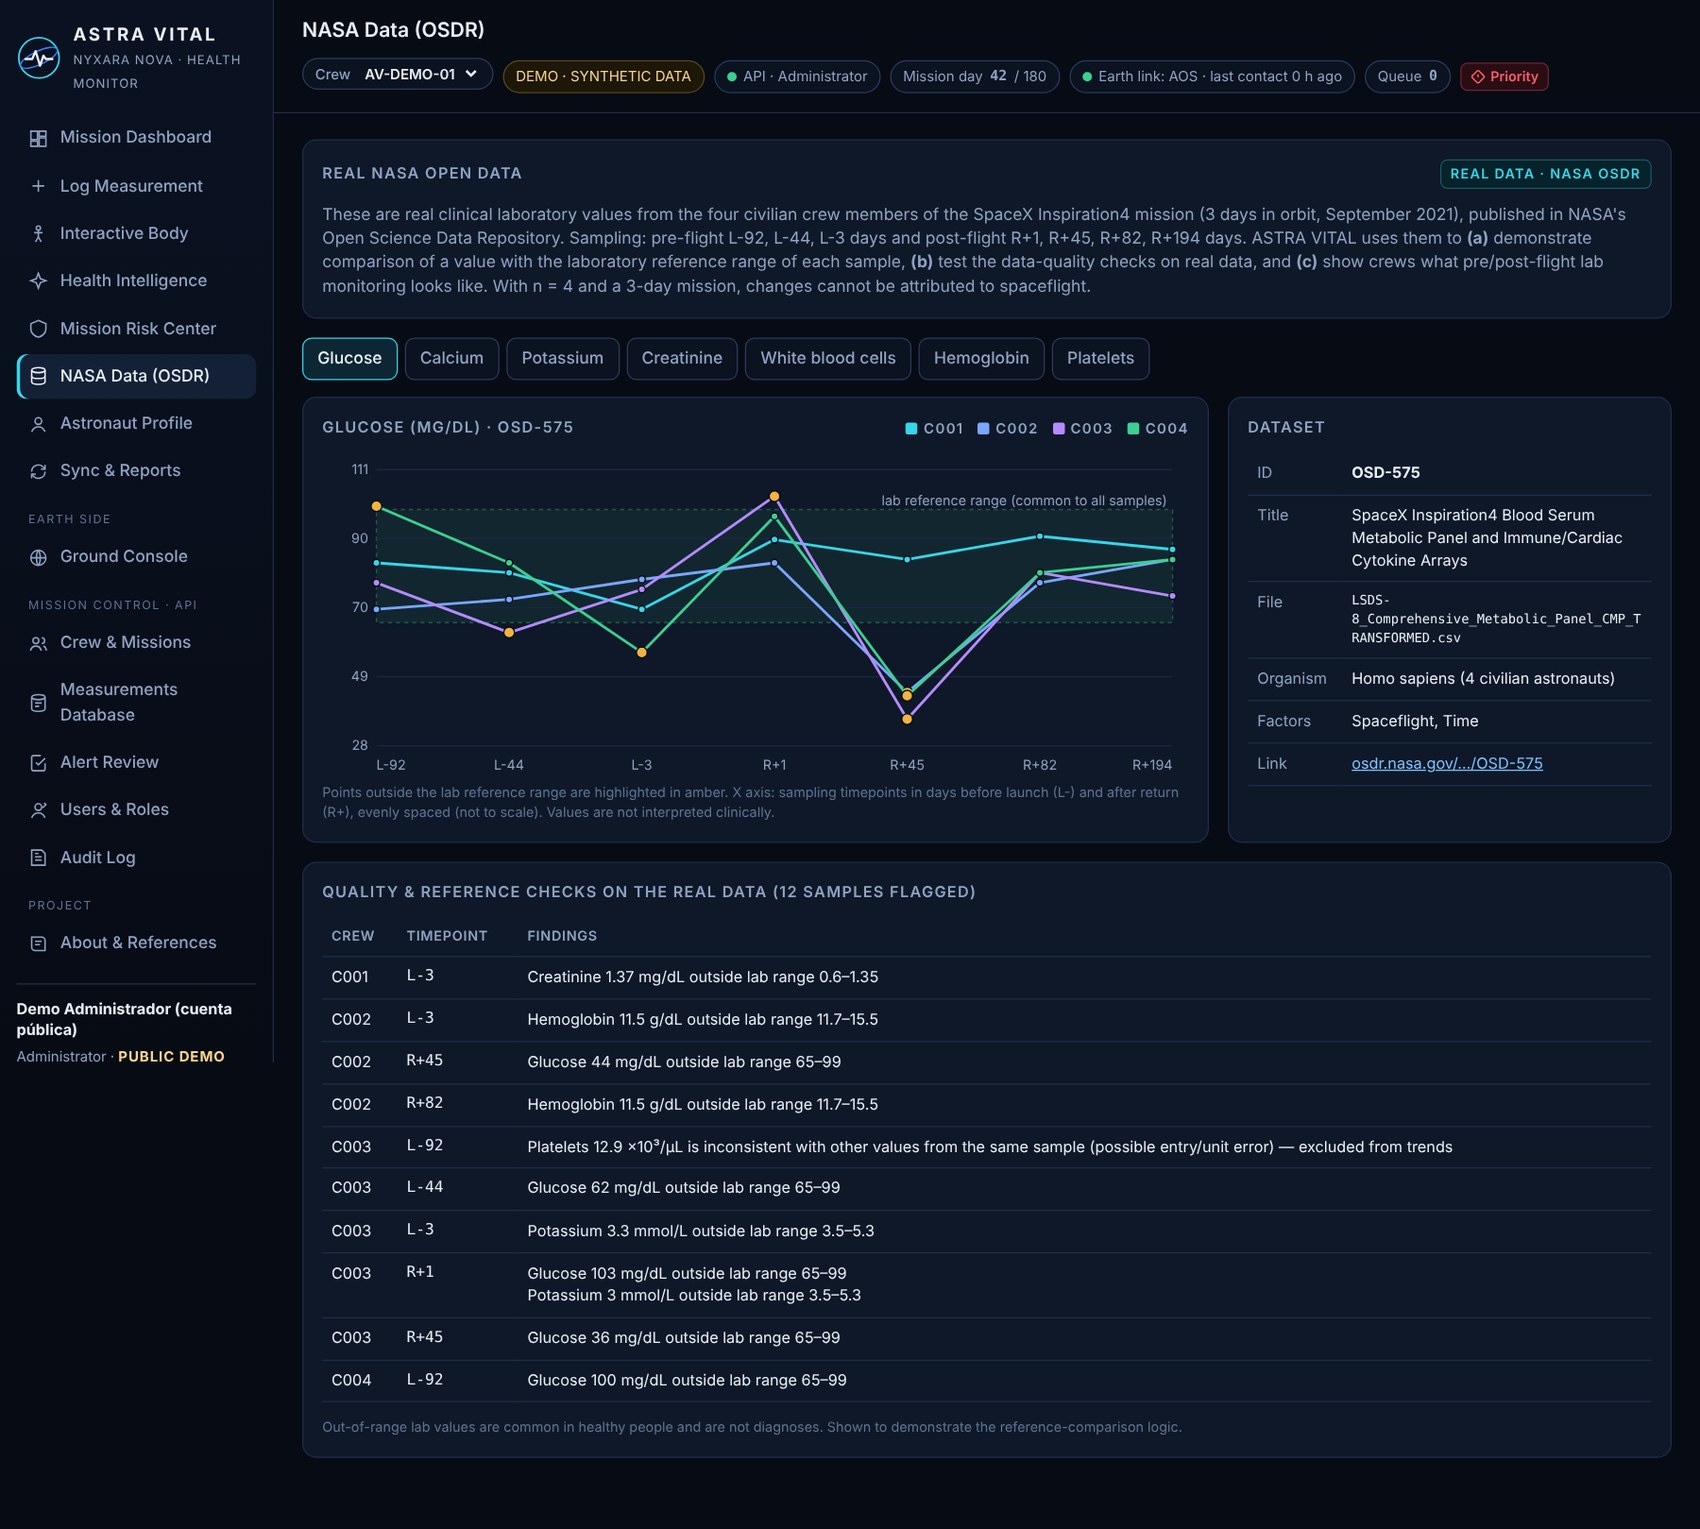 ASTRA VITAL
NYXARA NOVA · HEALTH
MONITOR
Mission Dashboard
Log Measurement
Interactive Body
Health Intelligence
Mission Risk Center
NASA Data (OSDR)
Astronaut Profile
Sync & Reports
EARTH SIDE
Ground Console
MISSION CONTROL · API
Crew & Missions
Measurements
Database
Alert Review
Users & Roles
Audit Log
PROJECT
About & References
Demo Administrador (cuenta
pública)
Administrator · PUBLIC DEMO
NASA Data (OSDR)
Crew AV-DEMO-01
DEMO · SYNTHETIC DATA
API · Administrator
Mission day 42 / 180
Earth link: AOS · last contact 0 h ago
Queue 0
Priority
REAL NASA OPEN DATA
REAL DATA · NASA OSDR
These are real clinical laboratory values from the four civilian crew members of the SpaceX Inspiration4 mission (3 days in orbit, September 2021), published in NASA's
Open Science Data Repository. Sampling: pre-flight L-92, L-44, L-3 days and post-flight R+1, R+45, R+82, R+194 days. ASTRA VITAL uses them to (a) demonstrate
comparison of a value with the laboratory reference range of each sample, (b) test the data-quality checks on real data, and (c) show crews what pre/post-flight lab
monitoring looks like. With n = 4 and a 3-day mission, changes cannot be attributed to spaceflight.
Glucose
Calcium
Potassium
Creatinine
White blood cells
Hemoglobin
Platelets
GLUCOSE (MG/DL) · OSD-575
C001 C002 C003 C004
111
lab reference range (common to all samples)
90
70
49
28
L-92 L-44 L-3 R+1 R+45 R+82 R+194
Points outside the lab reference range are highlighted in amber. X axis: sampling timepoints in days before launch (L-) and after return
(R+), evenly spaced (not to scale). Values are not interpreted clinically.
DATASET
ID OSD-575
Title SpaceX Inspiration4 Blood Serum
Metabolic Panel and Immune/Cardiac
Cytokine Arrays
File LSDS-
8_Comprehensive_Metabolic_Panel_CMP_T
RANSFORMED.csv
Organism Homo sapiens (4 civilian astronauts)
Factors Spaceflight, Time
Link osdr.nasa.gov/.../OSD-575
QUALITY & REFERENCE CHECKS ON THE REAL DATA (12 SAMPLES FLAGGED)
CREW TIMEPOINT FINDINGS
C001 L-3 Creatinine 1.37 mg/dL outside lab range 0.6–1.35
C002 L-3 Hemoglobin 11.5 g/dL outside lab range 11.7–15.5
C002 R+45 Glucose 44 mg/dL outside lab range 65–99
C002 R+82 Hemoglobin 11.5 g/dL outside lab range 11.7–15.5
C003 L-92 Platelets 12.9 ×10³/µL is inconsistent with other values from the same sample (possible entry/unit error) — excluded from trends
C003 L-44 Glucose 62 mg/dL outside lab range 65–99
C003 L-3 Potassium 3.3 mmol/L outside lab range 3.5–5.3
C003 R+1 Glucose 103 mg/dL outside lab range 65–99
Potassium 3 mmol/L outside lab range 3.5–5.3
C003 R+45 Glucose 36 mg/dL outside lab range 65–99
C004 L-92 Glucose 100 mg/dL outside lab range 65–99
Out-of-range lab values are common in healthy people and are not diagnoses. Shown to demonstrate the reference-comparison logic.